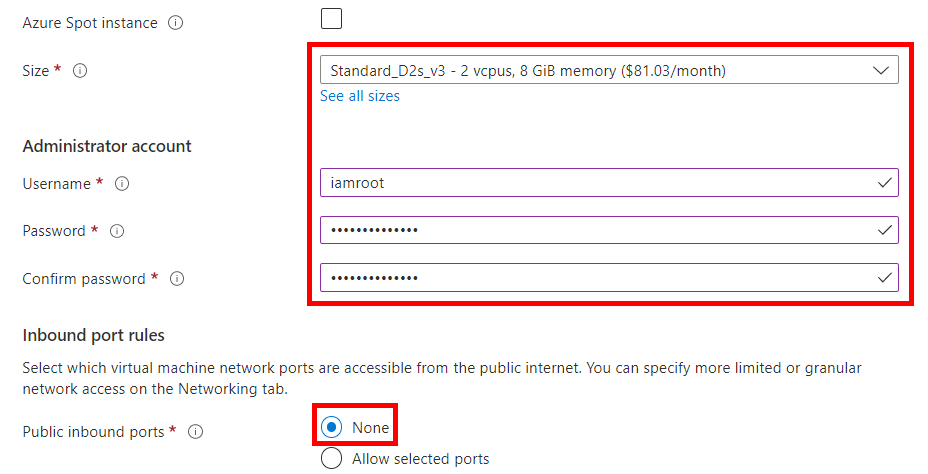 Azure Spot instance
Size *
Standard_D2s_v3 - 2 vcpus, 8 GiB memory ($81.03/month)
See all sizes
Administrator account
Username *
iamroot
Password *
••••••••••••••
Confirm password *
••••••••••••••
Inbound port rules
Select which virtual machine network ports are accessible from the public internet. You can specify more limited or granular
network access on the Networking tab.
Public inbound ports *
None
Allow selected ports